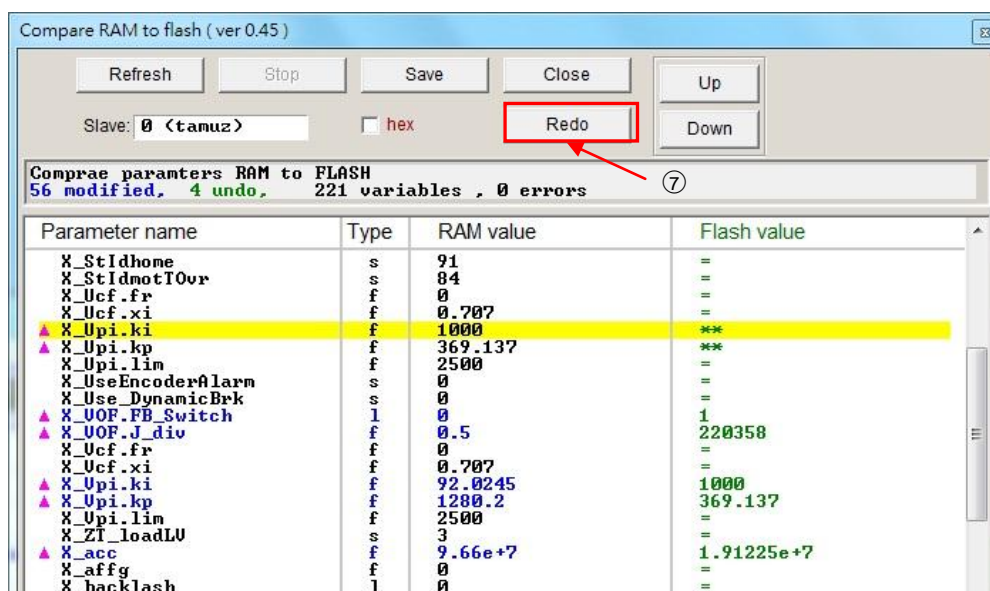 Compare RAM to flash ( ver 0.45 )
Refresh Stop Save Close Up
Slave: 0 (tamuz) hex Redo Down
Comprae paramters RAM to FLASH
56 modified, 4 undo, 221 variables , 0 errors
⑦
Parameter name Type RAM value Flash value
X_StIdhome s 91 =
X_StIdmotTOvr s 84 =
X_Ucf.fr f 0 =
X_Ucf.xi f 0.707 =
▲ X_Upi.ki f 1000 **
▲ X_Upi.kp f 369.137 **
X_Upi.lim f 2500 =
X_UseEncoderAlarm s 0 =
X_Use_DynamicBrk s 0 =
▲ X_VOF.FB_Switch l 0 1
▲ X_VOF.J_div f 0.5 220358
X_Vcf.fr f 0 =
X_Vcf.xi f 0.707 =
▲ X_Vpi.ki f 92.0245 1000
▲ X_Vpi.kp f 1280.2 369.137
X_Vpi.lim f 2500 =
X_ZT_loadLV s 3 =
▲ X_acc f 9.66e+7 1.91225e+7
X_affg f 0 =
X_backlash l 0 =